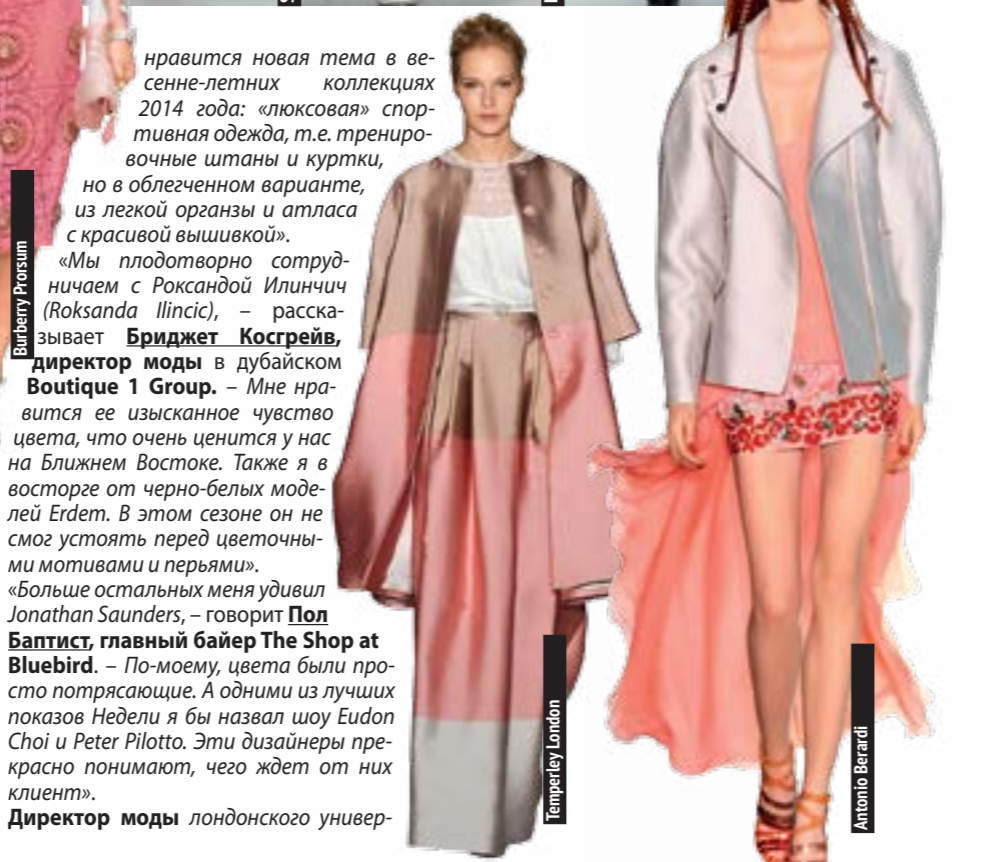 нравится новая тема в ве-
сенне-летних коллекциях
2014 года: «люксовая» спор-
тивная одежда, т.е. трениро-
вочные штаны и куртки,
но в облегченном варианте,
из легкой органзы и атласа
с красивой вышивкой».
«Мы плодотворно сотруд-
ничаем с Роксандой Илинчич
(Roksanda Ilincic), – расска-
зывает Бриджет Косгрейв,
директор моды в дубайском
Boutique 1 Group. – Мне нра-
вится ее изысканное чувство
цвета, что очень ценится у нас
на Ближнем Востоке. Также я в
восторге от черно-белых моде-
лей Erdem. В этом сезоне он не
смог устоять перед цветочны-
ми мотивами и перьями».
«Больше остальных меня удивил
Jonathan Saunders, – говорит Пол
Баптист, главный байер The Shop at
Bluebird. – По-моему, цвета были про-
сто потрясающие. А одними из лучших
показов Недели я бы назвал шоу Eudon
Choi и Peter Pilotto. Эти дизайнеры пре-
красно понимают, чего ждет от них
клиент».
Директор моды лондонского универ-
Burberry Prorsum
Temperley London
Antonio Berardi